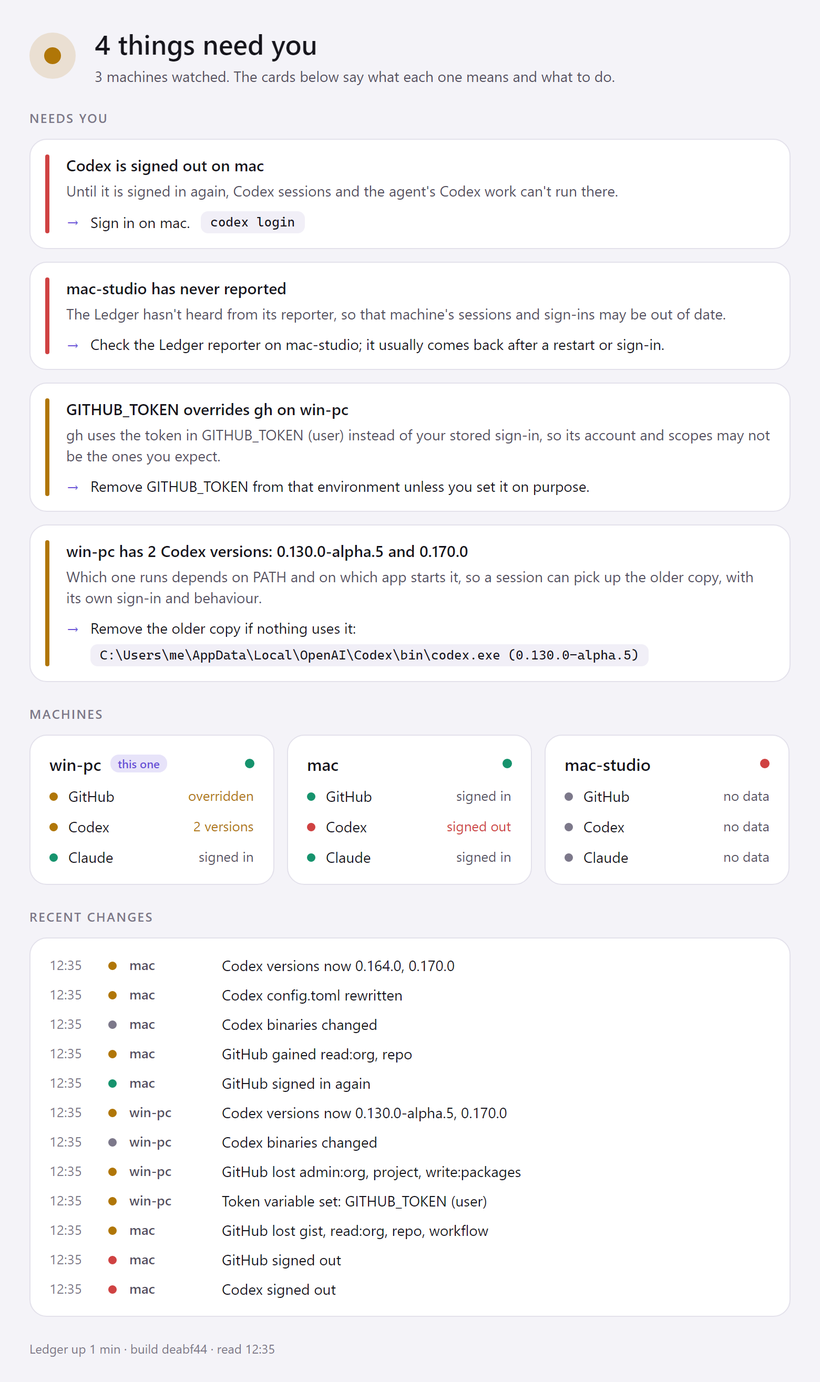 4 things need you
3 machines watched. The cards below say what each one means and what to do.
NEEDS YOU
Codex is signed out on mac
Until it is signed in again, Codex sessions and the agent's Codex work can't run there.
→ Sign in on mac. codex login
mac-studio has never reported
The Ledger hasn't heard from its reporter, so that machine's sessions and sign-ins may be out of date.
→ Check the Ledger reporter on mac-studio; it usually comes back after a restart or sign-in.
GITHUB_TOKEN overrides gh on win-pc
gh uses the token in GITHUB_TOKEN (user) instead of your stored sign-in, so its account and scopes may not
be the ones you expect.
→ Remove GITHUB_TOKEN from that environment unless you set it on purpose.
win-pc has 2 Codex versions: 0.130.0-alpha.5 and 0.170.0
Which one runs depends on PATH and on which app starts it, so a session can pick up the older copy, with
its own sign-in and behaviour.
→ Remove the older copy if nothing uses it:
C:\Users\me\AppData\Local\OpenAI\Codex\bin\codex.exe (0.130.0-alpha.5)
MACHINES
win-pc this one
GitHub overridden
Codex 2 versions
Claude signed in
mac
GitHub signed in
Codex signed out
Claude signed in
mac-studio
GitHub no data
Codex no data
Claude no data
RECENT CHANGES
12:35 mac Codex versions now 0.164.0, 0.170.0
12:35 mac Codex config.toml rewritten
12:35 mac Codex binaries changed
12:35 mac GitHub gained read:org, repo
12:35 mac GitHub signed in again
12:35 win-pc Codex versions now 0.130.0-alpha.5, 0.170.0
12:35 win-pc Codex binaries changed
12:35 win-pc GitHub lost admin:org, project, write:packages
12:35 win-pc Token variable set: GITHUB_TOKEN (user)
12:35 mac GitHub lost gist, read:org, repo, workflow
12:35 mac GitHub signed out
12:35 mac Codex signed out
Ledger up 1 min · build deabf44 · read 12:35